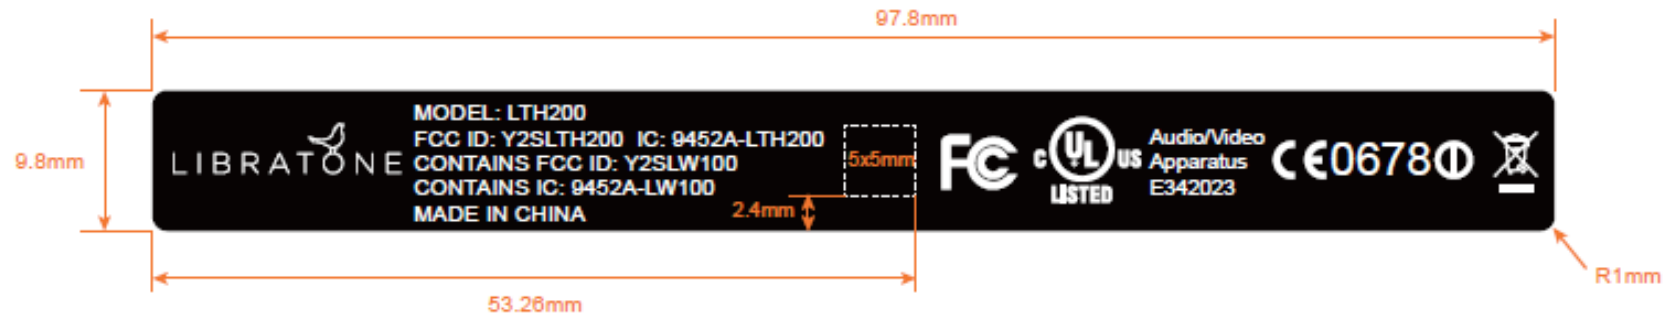 97.8mm
9.8mm
LIBRATONE
MODEL: LTH200
FCC ID: Y2SLTH200 IC: 9452A-LTH200
CONTAINS FCC ID: Y2SLW100
CONTAINS IC: 9452A-LW100
MADE IN CHINA
5x5mm
2.4mm
FC
C UL US
LISTED
Audio/Video
Apparatus
E342023
CE0678
R1mm
53.26mm